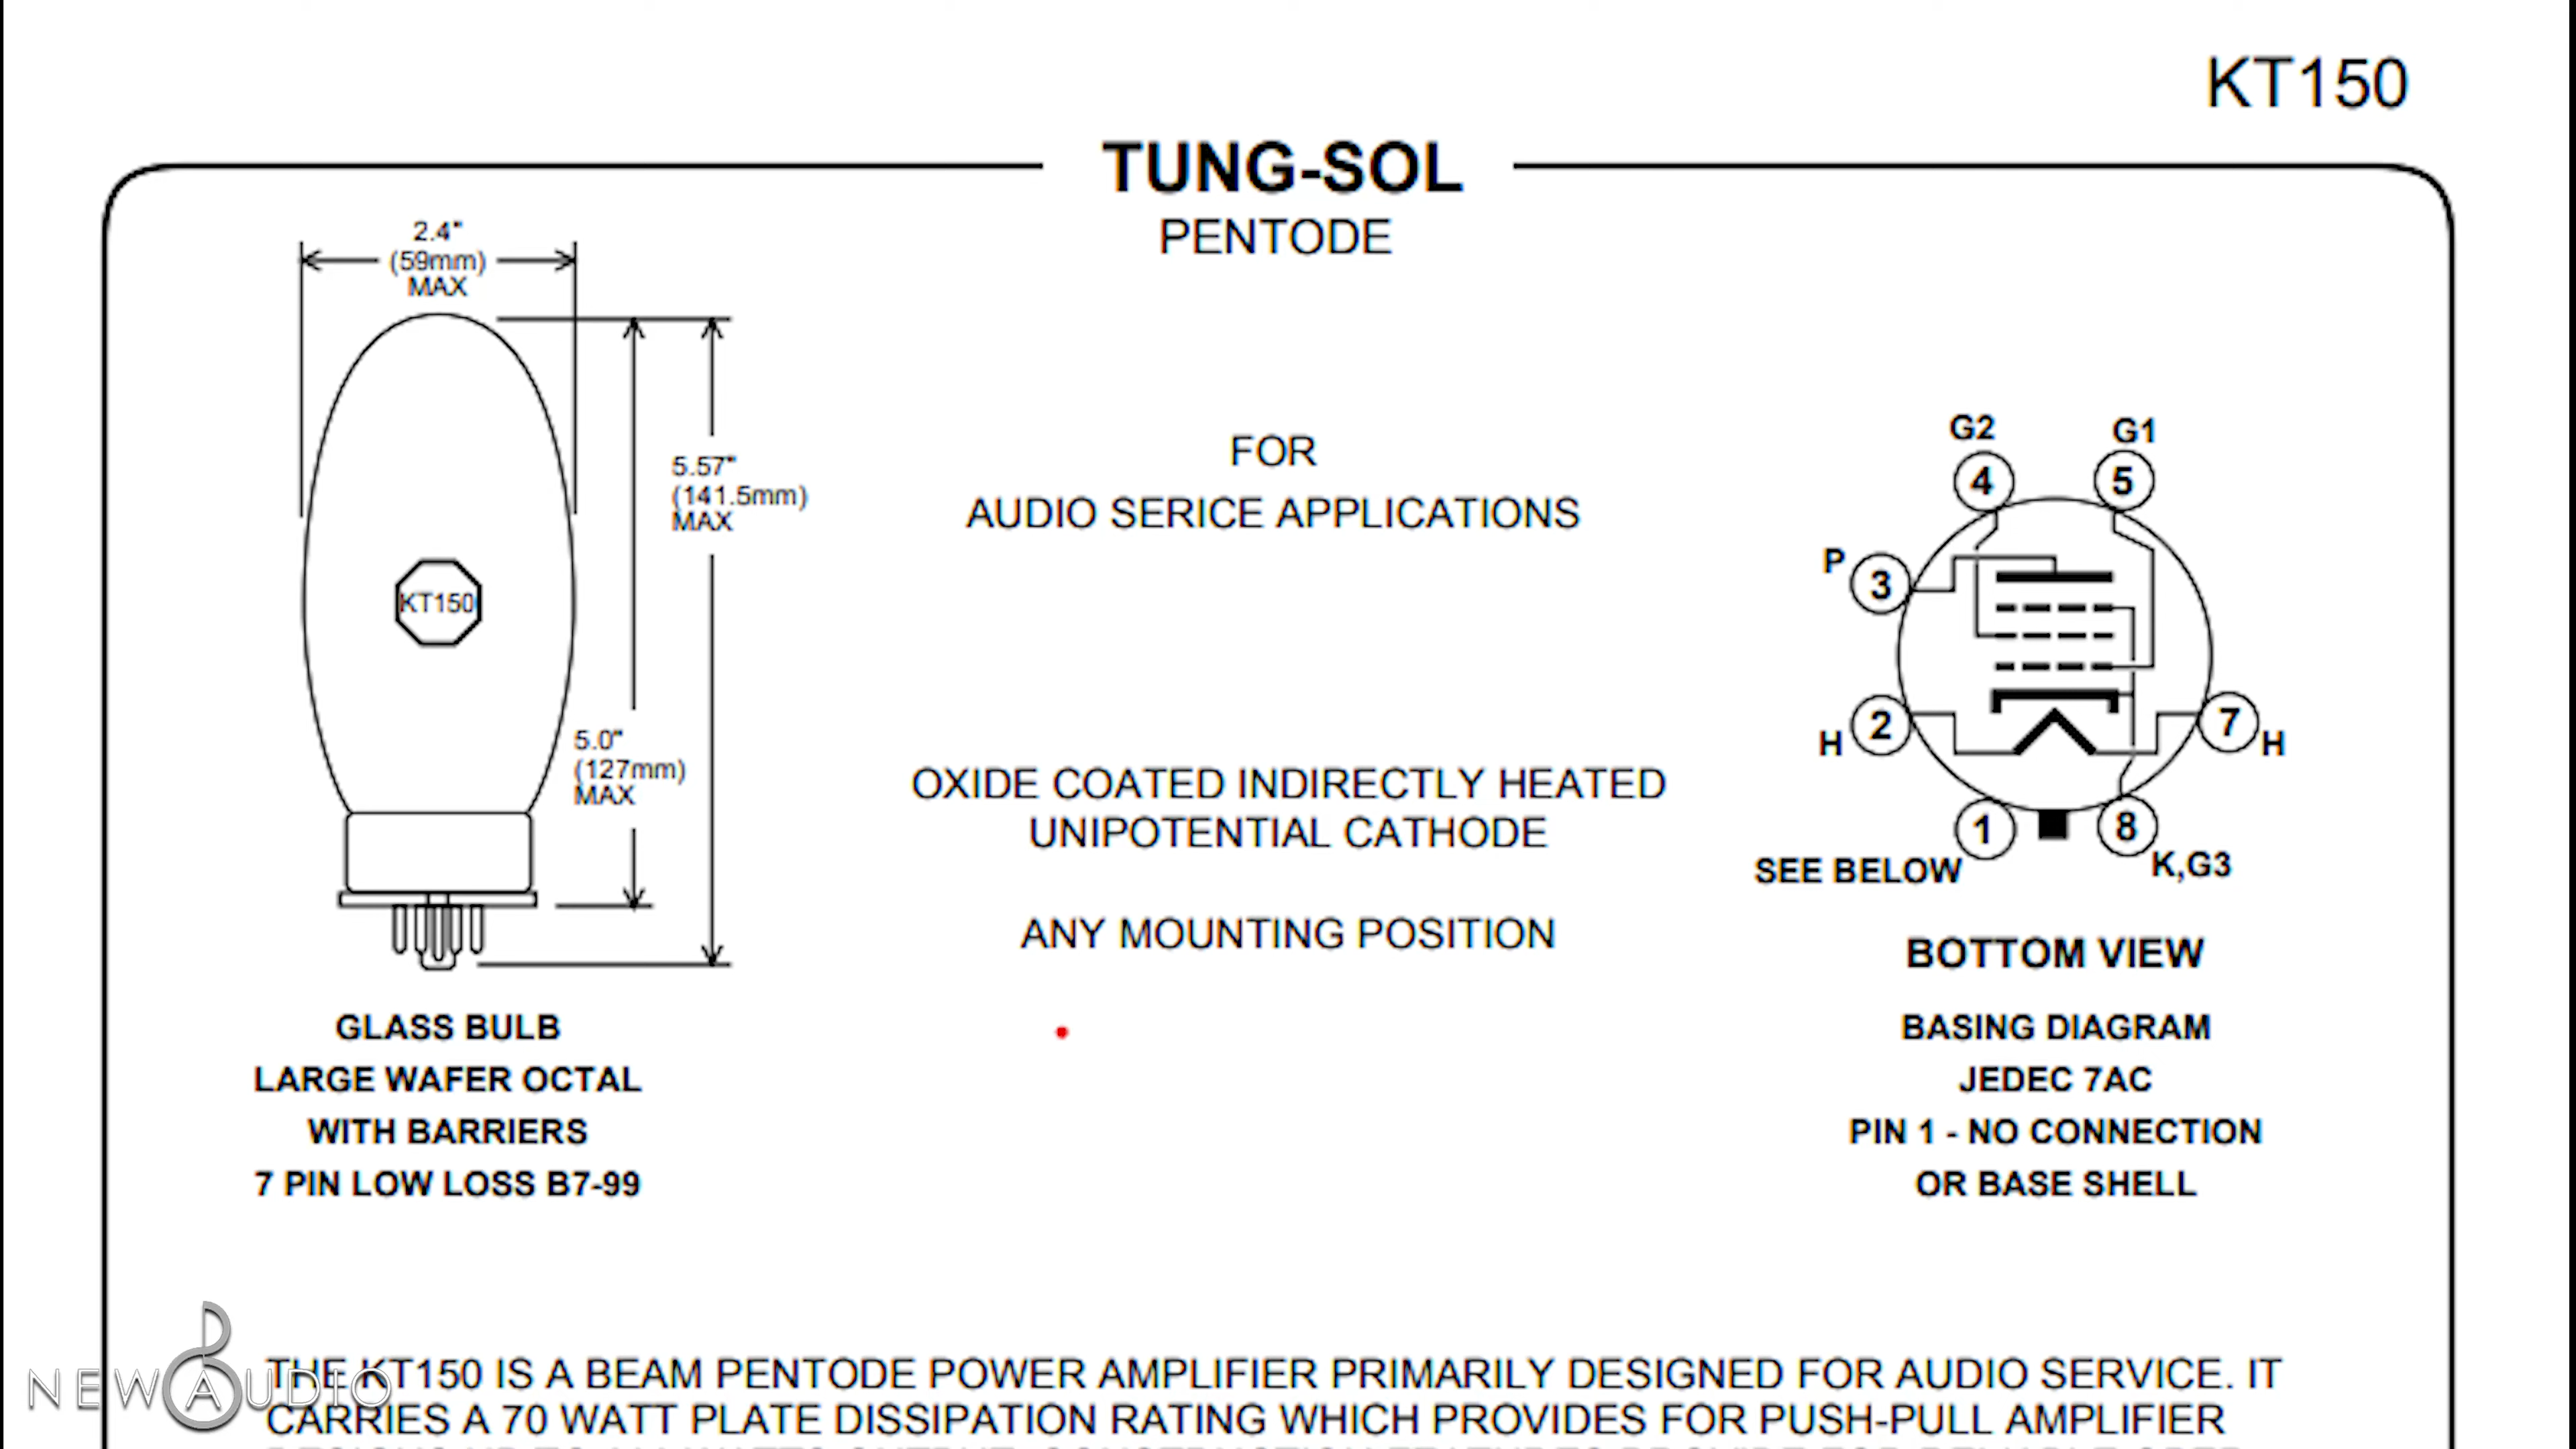 KT150
TUNG-SOL
PENTODE
2.4"
(59mm)
MAX
5.57"
(141.5mm)
MAX
5.0"
(127mm)
MAX
KT150
GLASS BULB
LARGE WAFER OCTAL
WITH BARRIERS
7 PIN LOW LOSS B7-99
FOR
AUDIO SERICE APPLICATIONS
OXIDE COATED INDIRECTLY HEATED
UNIPOTENTIAL CATHODE
ANY MOUNTING POSITION
G2
G1
4
5
P
3
H
2
7
H
1
8
SEE BELOW
K,G3
BOTTOM VIEW
BASING DIAGRAM
JEDEC 7AC
PIN 1 - NO CONNECTION
OR BASE SHELL
THE KT150 IS A BEAM PENTODE POWER AMPLIFIER PRIMARILY DESIGNED FOR AUDIO SERVICE. IT
CARRIES A 70 WATT PLATE DISSIPATION RATING WHICH PROVIDES FOR PUSH-PULL AMPLIFIER
NEW AUDIO